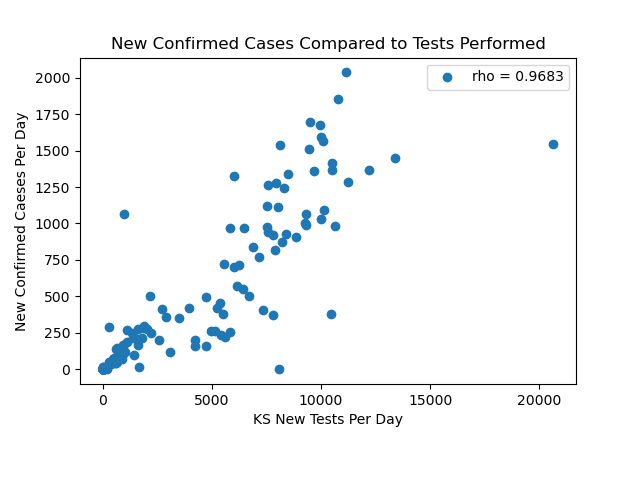 New Confirmed Cases Compared to Tests Performed
rho = 0.9683
2000
1750
1500
1250
1000
750
500
250
0
New Confirmed Caeses Per Day
0 5000 10000 15000 20000
KS New Tests Per Day